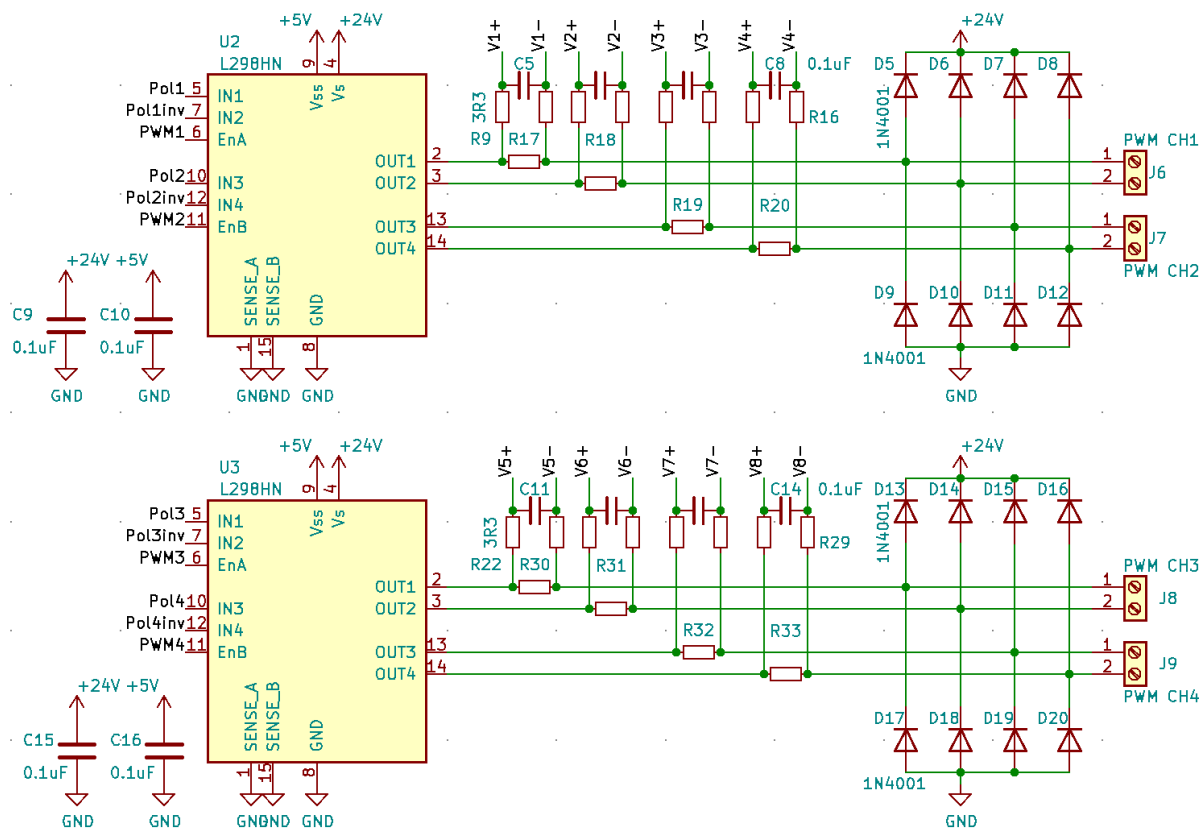 +5V +24V
U2
L298HN
9 4
Vss Vs
Pol1 5 IN1
Pol1inv 7 IN2
PWM1 6 EnA
Pol2 10 IN3
Pol2inv 12 IN4
PWM2 11 EnB
OUT1 2
OUT2 3
OUT3 13
OUT4 14
SENSE_A SENSE_B GND
1 15 8
GND GND GND
+24V +5V
C9 C10
0.1uF 0.1uF
GND GND
V1+ V1- V2+ V2- V3+ V3- V4+ V4-
C5 C8 0.1uF
3R3 R16
R9 R17 R18
R19 R20
+24V
D5 D6 D7 D8
1N4001
PWM CH1
1
2
J6
1
2
J7
PWM CH2
D9 D10 D11 D12
1N4001
GND
+5V +24V
U3
L298HN
9 4
Vss Vs
Pol3 5 IN1
Pol3inv 7 IN2
PWM3 6 EnA
Pol4 10 IN3
Pol4inv 12 IN4
PWM4 11 EnB
OUT1 2
OUT2 3
OUT3 13
OUT4 14
SENSE_A SENSE_B GND
1 15 8
GND GND GND
+24V +5V
C15 C16
0.1uF 0.1uF
GND GND
V5+ V5- V6+ V6- V7+ V7- V8+ V8-
C11 C14 0.1uF
3R3 R29
R22 R30 R31
R32 R33
+24V
D13 D14 D15 D16
1N4001
PWM CH3
1
2
J8
1
2
J9
PWM CH4
D17 D18 D19 D20
1N4001
GND